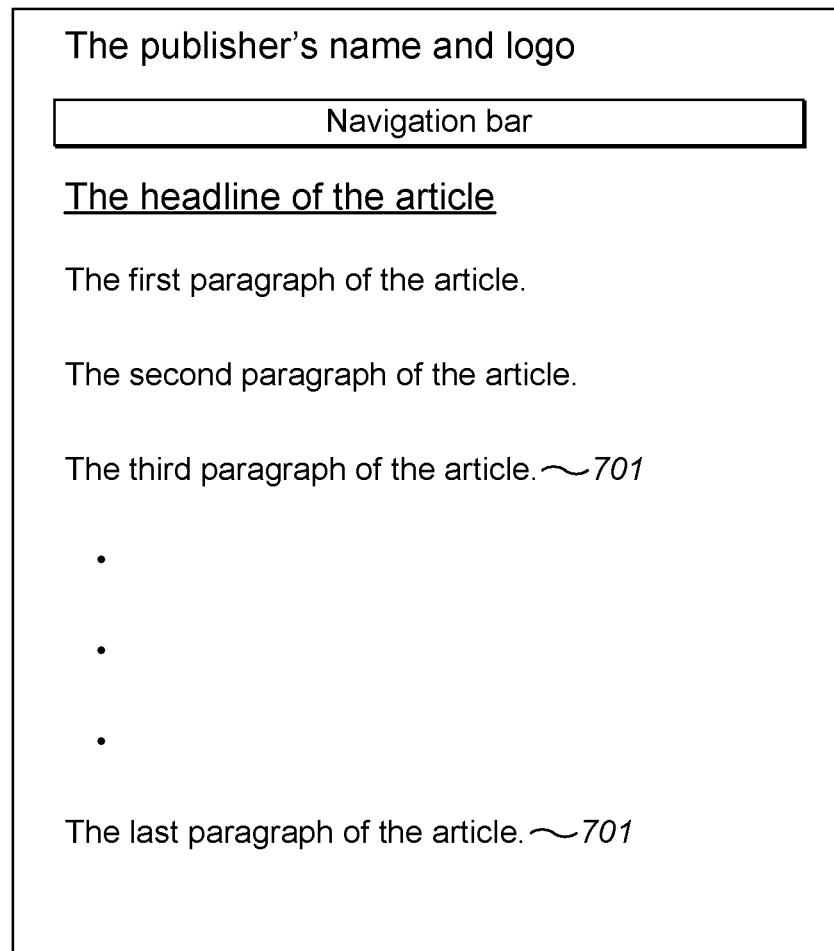 The publisher’s name and logo
Navigation bar
The headline of the article
The first paragraph of the article.
The second paragraph of the article.
The third paragraph of the article. 701
•
•
•
The last paragraph of the article. 701